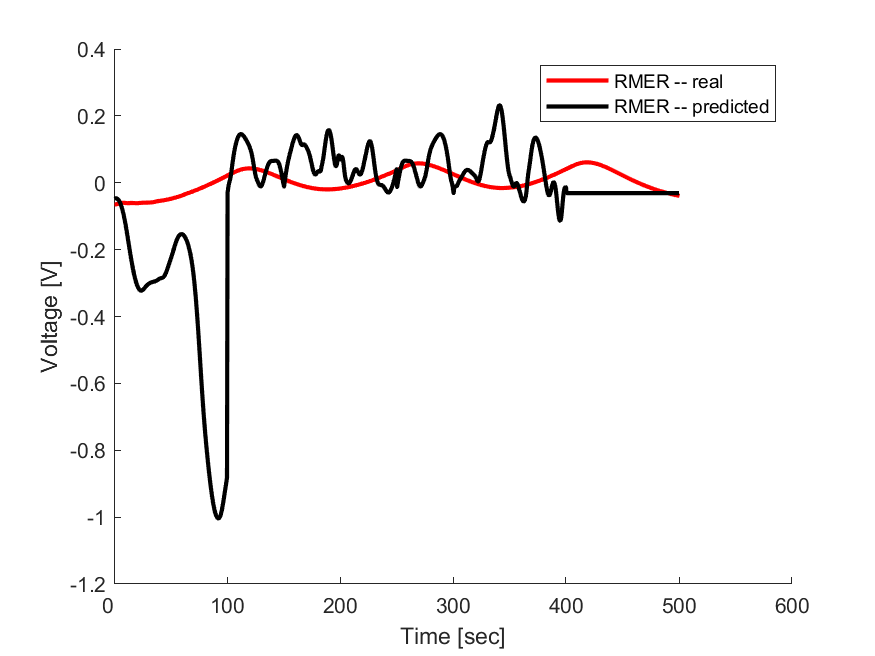 0.4
0.2
0
-0.2
-0.4
-0.6
-0.8
-1
-1.2
Voltage [V]
RMER -- real
RMER -- predicted
0 100 200 300 400 500 600
Time [sec]